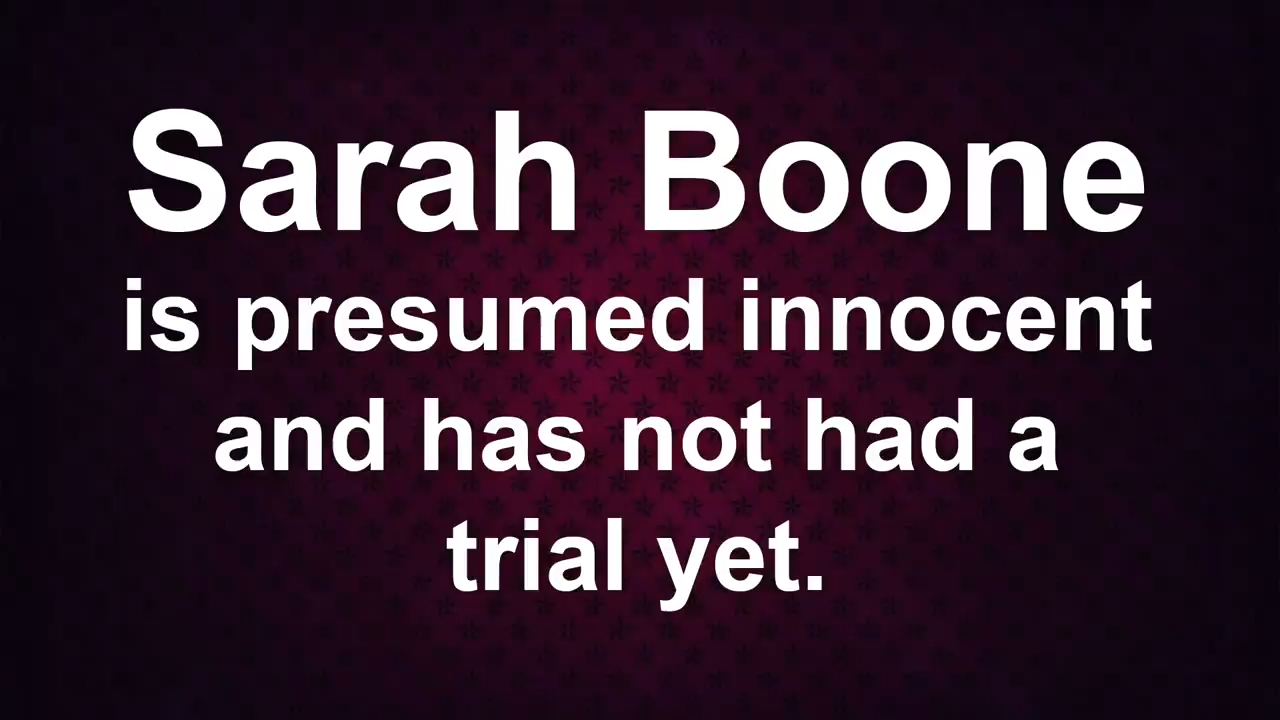 Sarah Boone
is presumed innocent
and has not had a
trial yet.